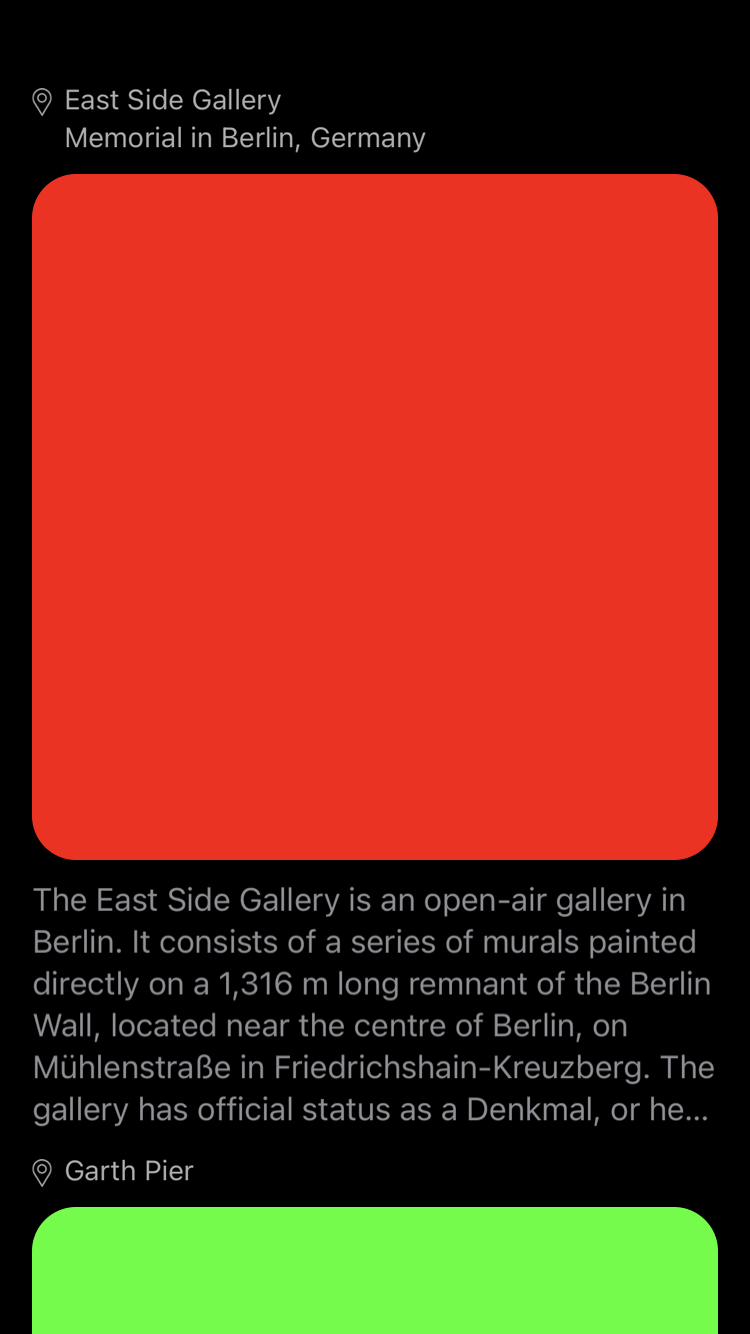 East Side Gallery
Memorial in Berlin, Germany
The East Side Gallery is an open-air gallery in
Berlin. It consists of a series of murals painted
directly on a 1,316 m long remnant of the Berlin
Wall, located near the centre of Berlin, on
Mühlenstraße in Friedrichshain-Kreuzberg. The
gallery has official status as a Denkmal, or he...
Garth Pier